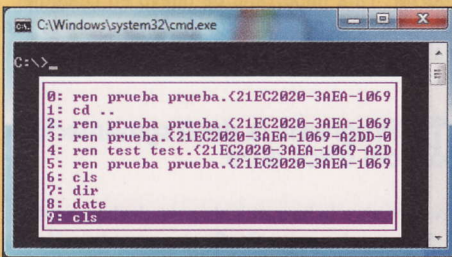 C:\Windows\system32\cmd.exe
C:\>_
0: ren prueba prueba.{21EC2020-3AEA-1069
1: cd ..
2: ren prueba prueba.{21EC2020-3AEA-1069
3: ren prueba.{21EC2020-3AEA-1069-A2DD-0
4: ren test test.{21EC2020-3AEA-1069-A2D
5: ren prueba prueba.{21EC2020-3AEA-1069
6: cls
7: dir
8: date
9: cls